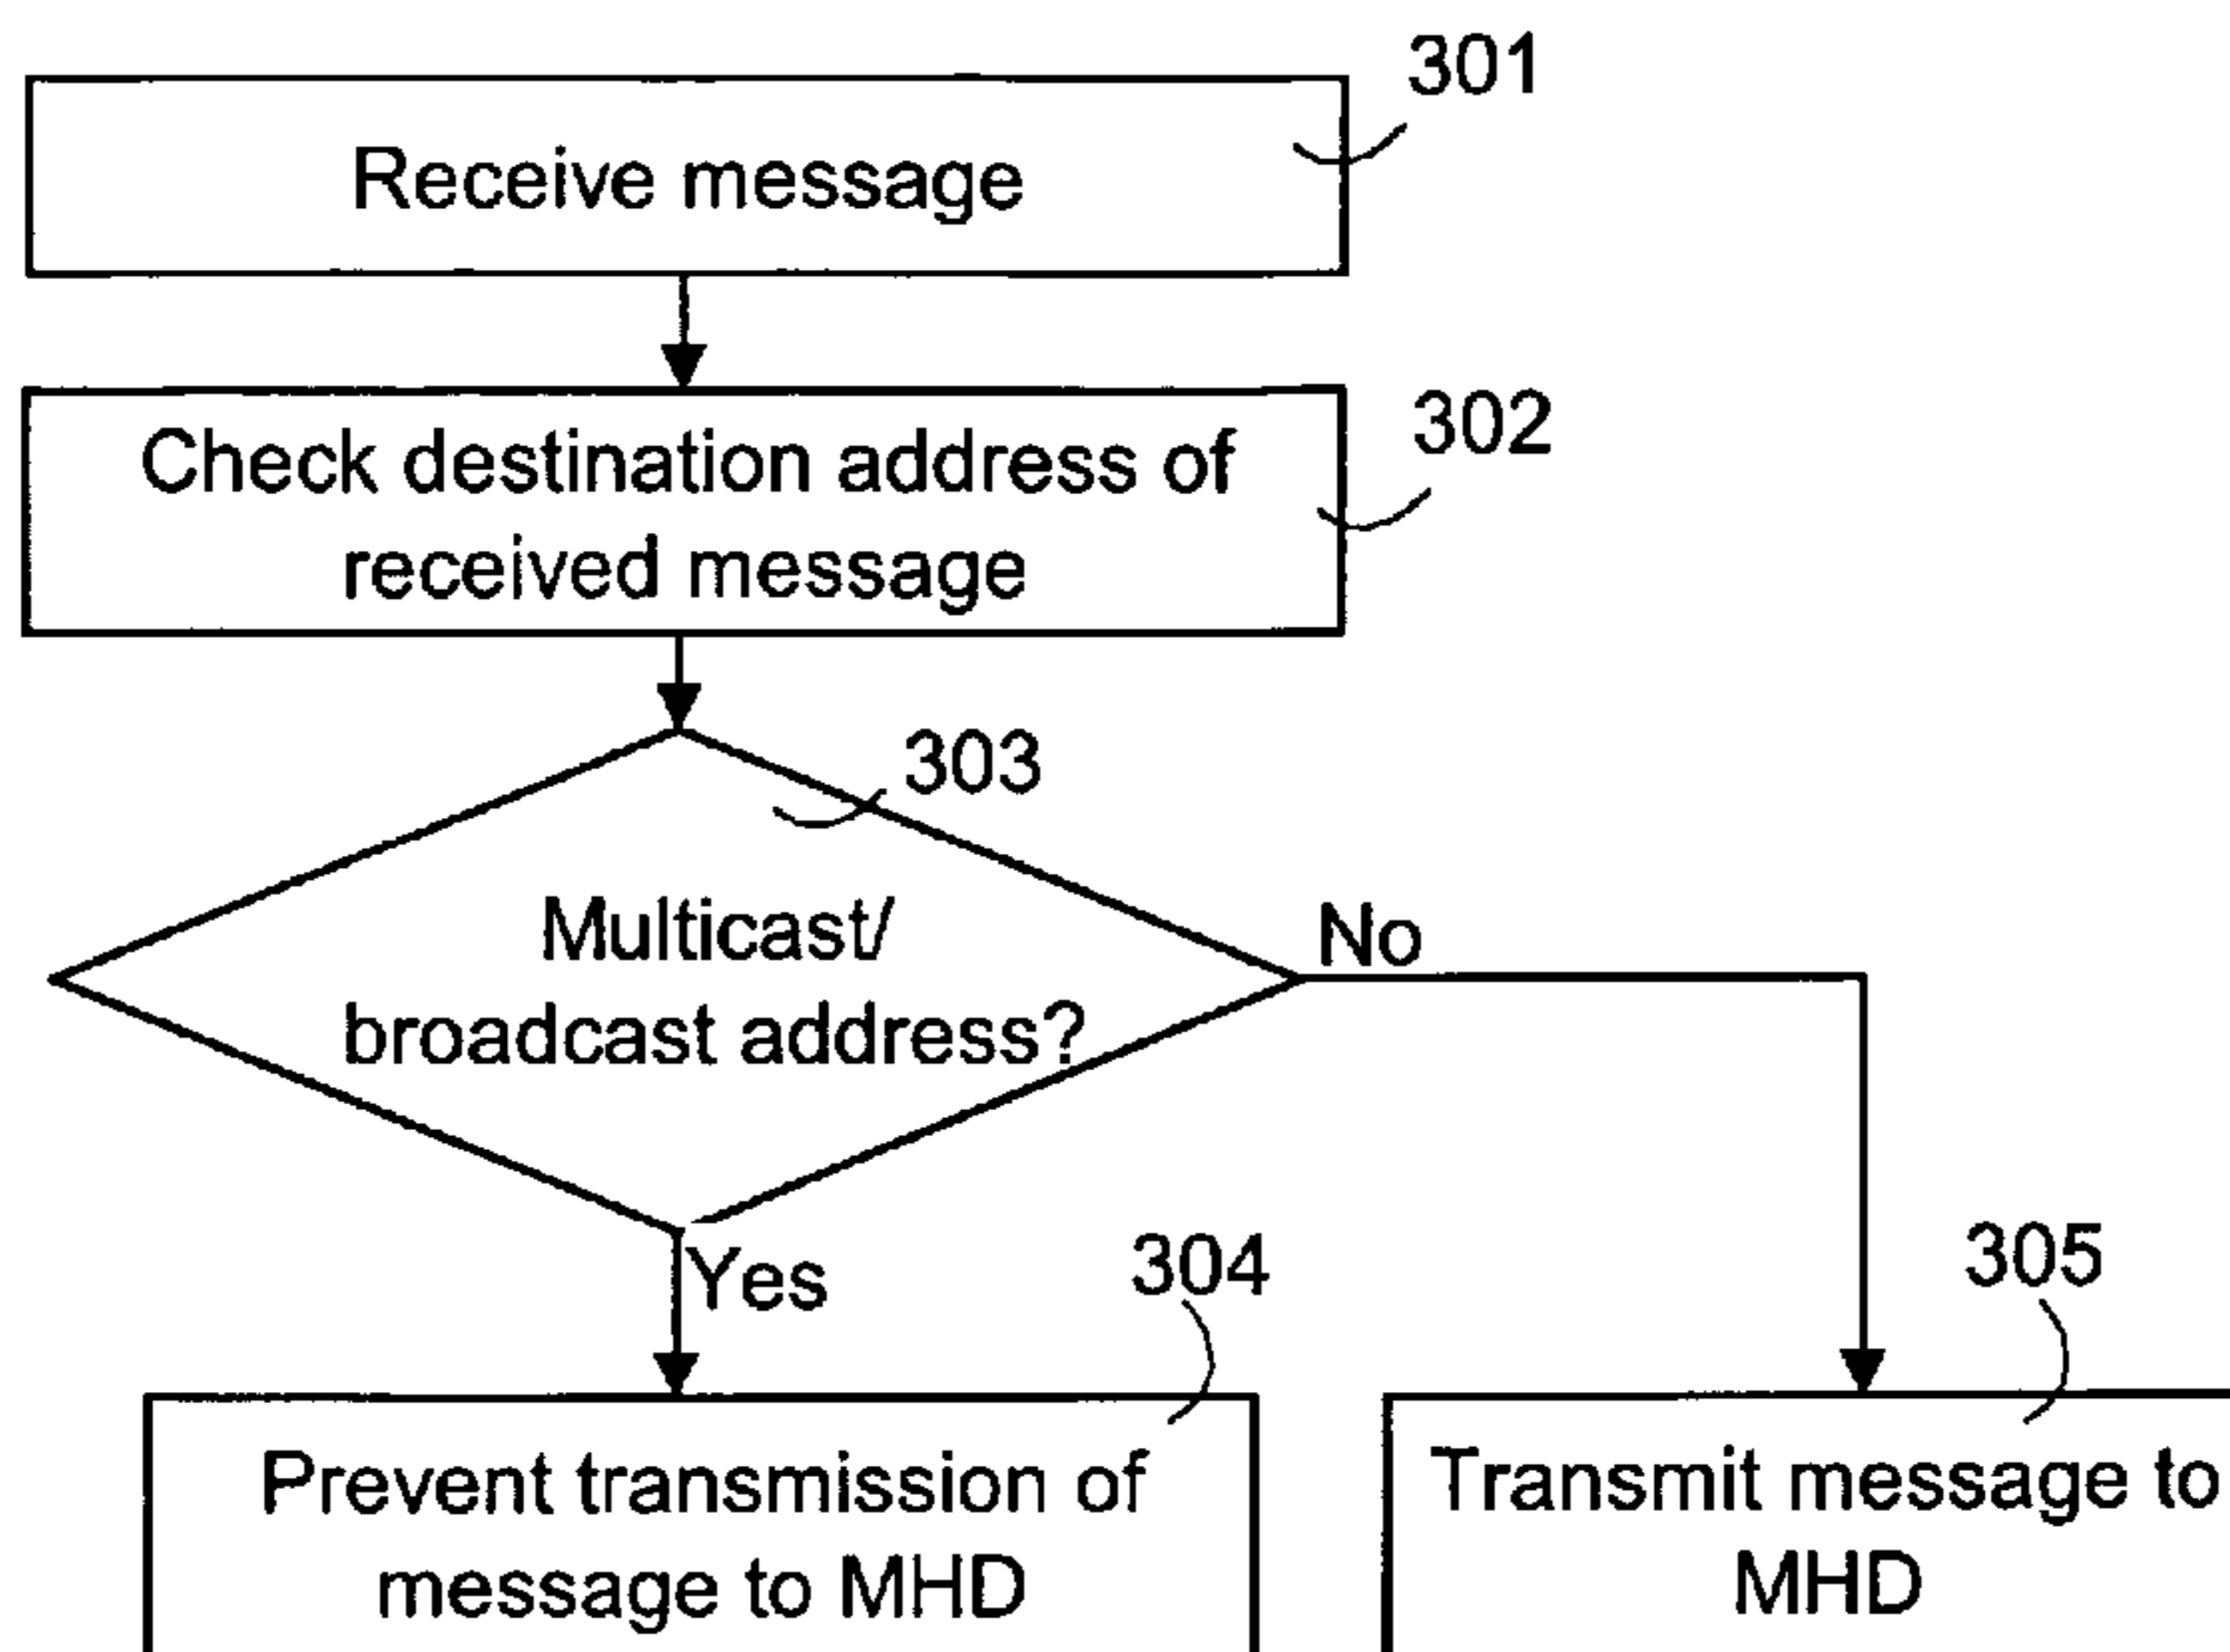 301
Receive message
302
Check destination address of
received message
303
Multicast/
broadcast address?
No
Yes
304
305
Prevent transmission of
message to MHD
Transmit message to
MHD